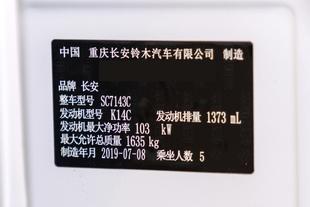 中国 重庆长安铃木汽车有限公司 制造
品牌 长安
整车型号 SC7143C
发动机型号 K14C 发动机排量 1373 mL
发动机最大净功率 103 kW
最大允许总质量 1635 kg
制造年月 2019-07-08 乘坐人数 5